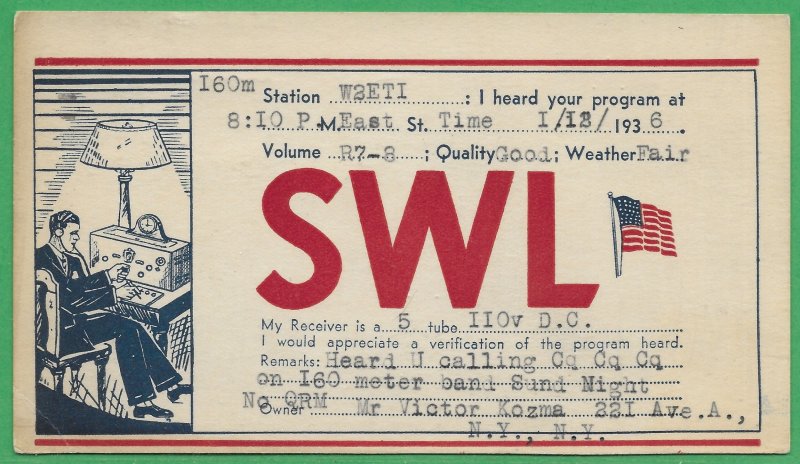 I60m
Station W2ETI : I heard your program at
8:IO P.M. East St. Time I/I2/ 1936.
Volume R7-8 ; Quality Good ; Weather Fair
SWL
My Receiver is a 5 tube IIOv D.C.
I would appreciate a verification of the program heard.
Remarks: Heard U calling Cq Cq Cq
on I60 meter band Sund Night
No QRM
Owner Mr Victor Kozma 22I Ave.A.,
N.Y., N.Y.